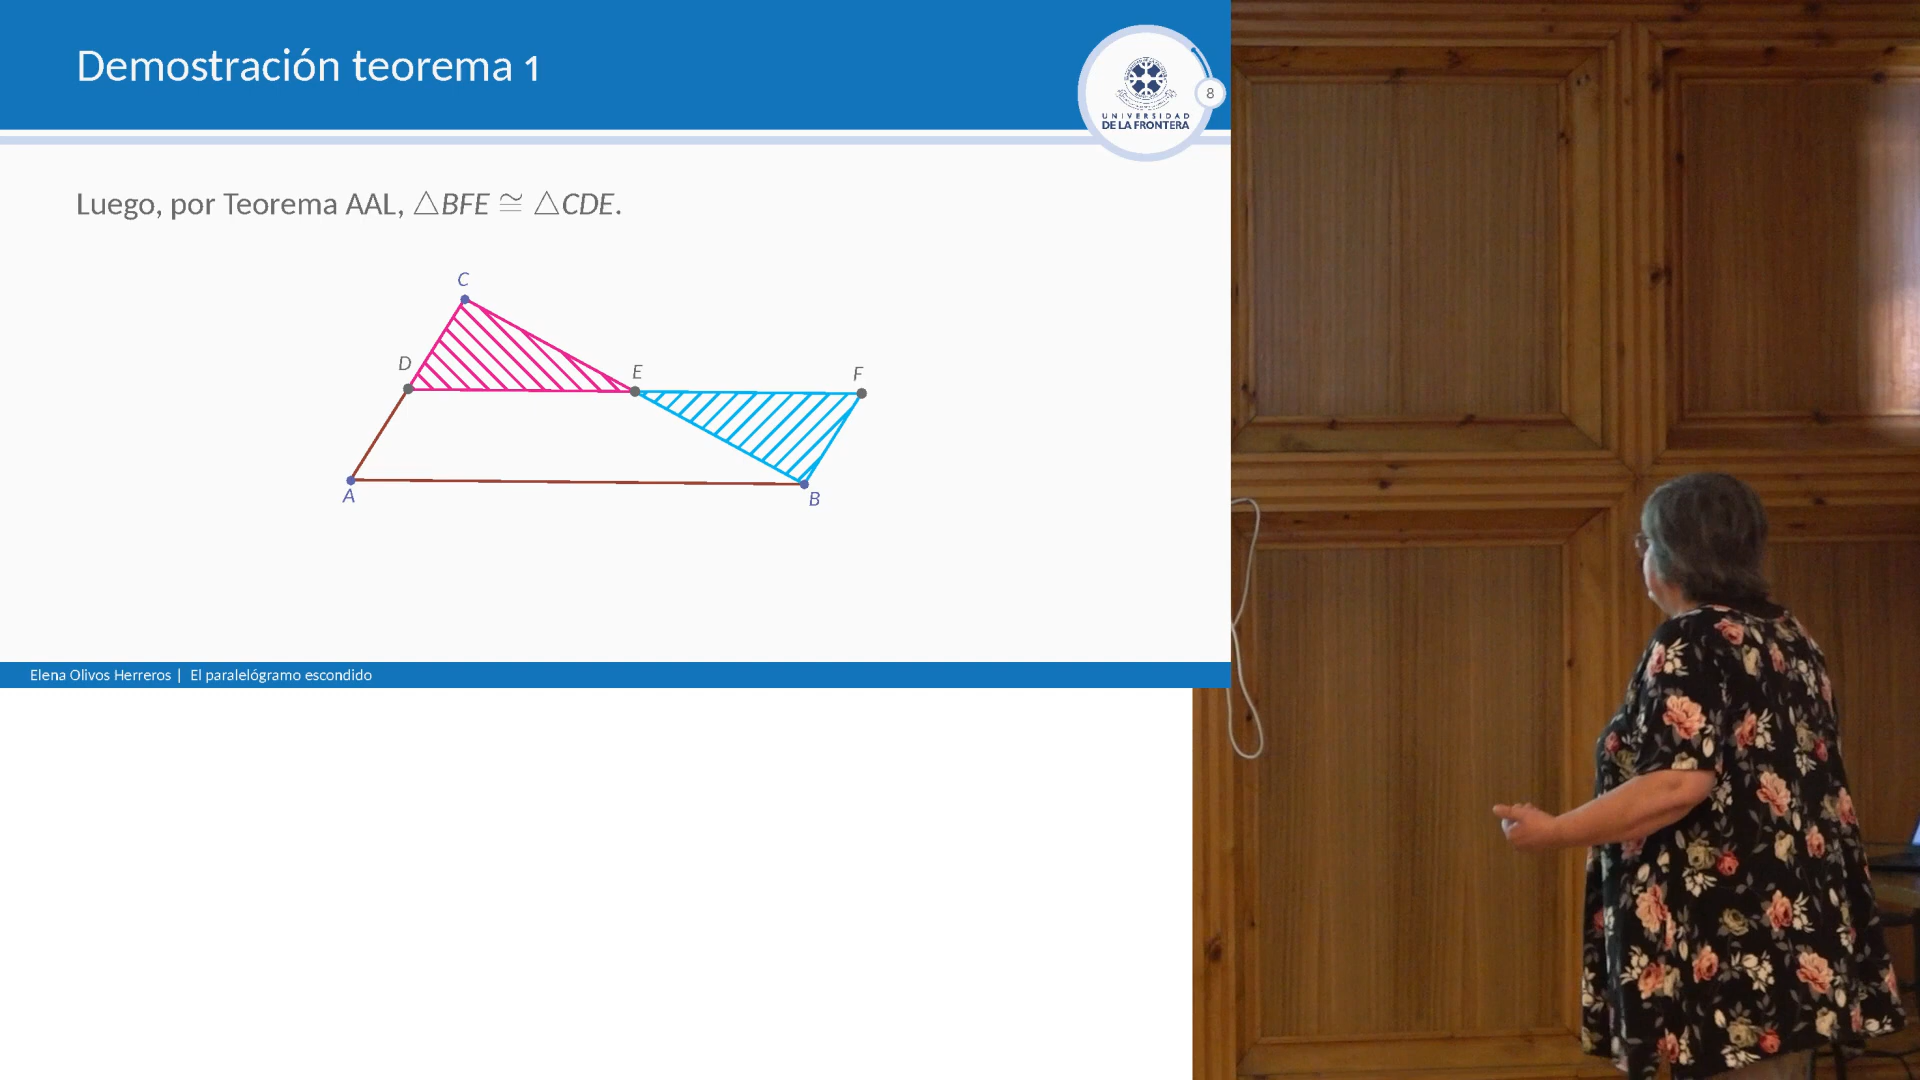 Demostración teorema 1
8
UNIVERSIDAD
DE LA FRONTERA
Luego, por Teorema AAL, △BFE ≅ △CDE.
C
D
E
F
A
B
Elena Olivos Herreros | El paralelógramo escondido